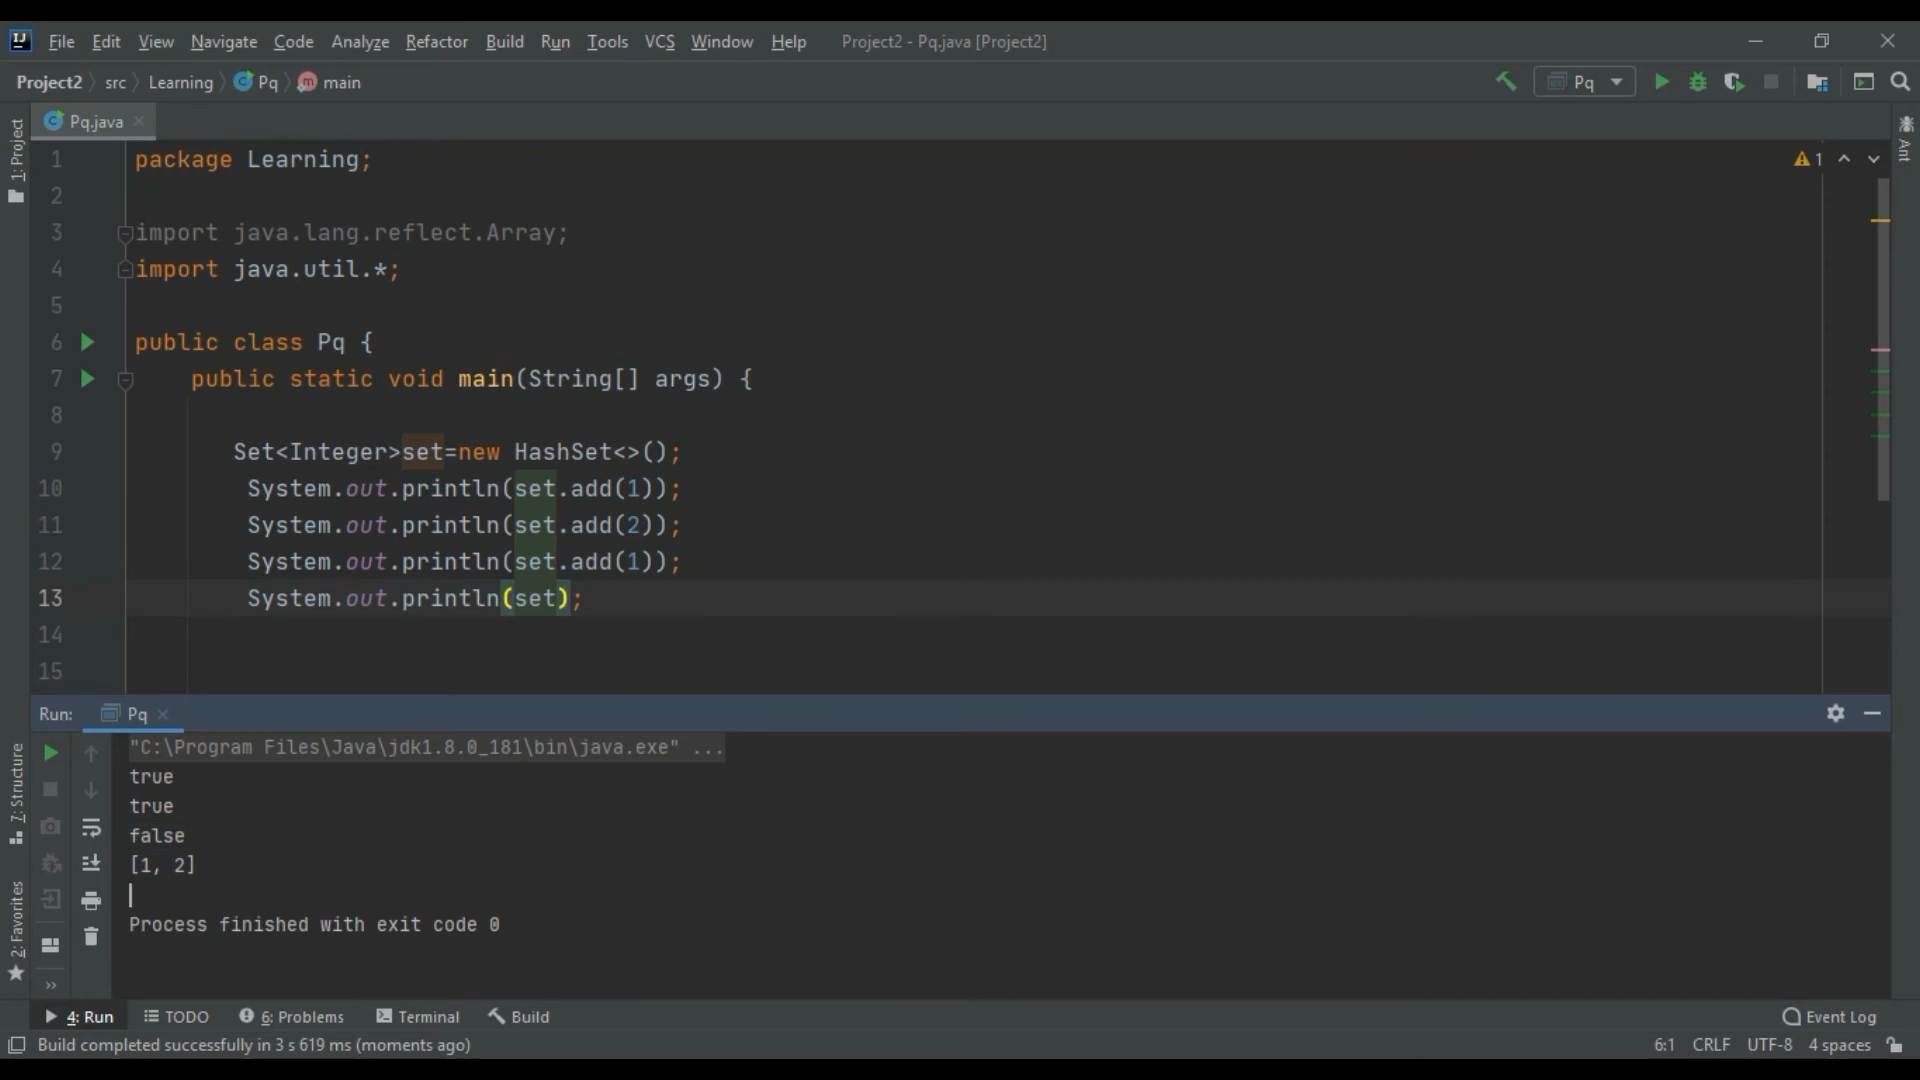 IJ File Edit View Navigate Code Analyze Refactor Build Run Tools VCS Window Help Project2 - Pq.java [Project2]
Project2 src Learning Pq main Pq
Pq.java
1: Project
Ant
1
1 package Learning;
2
3 import java.lang.reflect.Array;
4 import java.util.*;
5
6 public class Pq {
7 public static void main(String[] args) {
8
9 Set<Integer>set=new HashSet<>();
10 System.out.println(set.add(1));
11 System.out.println(set.add(2));
12 System.out.println(set.add(1));
13 System.out.println(set);
14
15
Run: Pq
7: Structure
2: Favorites
"C:\Program Files\Java\jdk1.8.0_181\bin\java.exe" ...
true
true
false
[1, 2]
Process finished with exit code 0
4: Run TODO 6: Problems Terminal Build Event Log
Build completed successfully in 3 s 619 ms (moments ago) 6:1 CRLF UTF-8 4 spaces